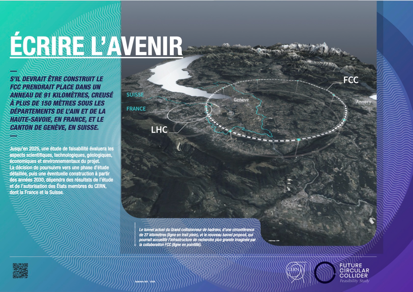 ÉCRIRE L'AVENIR
S'IL DEVRAIT ÊTRE CONSTRUIT LE
FCC PRENDRAIT PLACE DANS UN
ANNEAU DE 91 KILOMÈTRES, CREUSÉ
À PLUS DE 150 MÈTRES SOUS LES
DÉPARTEMENTS DE L'AIN ET DE LA
HAUTE-SAVOIE, EN FRANCE, ET LE
CANTON DE GENÈVE, EN SUISSE.
Jusqu'en 2025, une étude de faisabilité évaluera les
aspects scientifiques, technologiques, géologiques,
économiques et environnementaux du projet.
La décision de poursuivre vers une phase d'étude
détaillée, puis une éventuelle construction à partir
des années 2030, dépendra des résultats de l'étude
et de l'autorisation des États membres du CERN,
dont la France et la Suisse.
SUISSE
FRANCE
LHC
FCC
Le tunnel actuel du Grand collisionneur de hadrons, d'une circonférence
de 27 kilomètres (ligne en trait plein), et le nouveau tunnel proposé, qui
pourrait accueillir l'infrastructure de recherche plus grande imaginée par
la collaboration FCC (ligne en pointillé).
CERN
FUTURE
CIRCULAR
COLLIDER
Feasibility Study